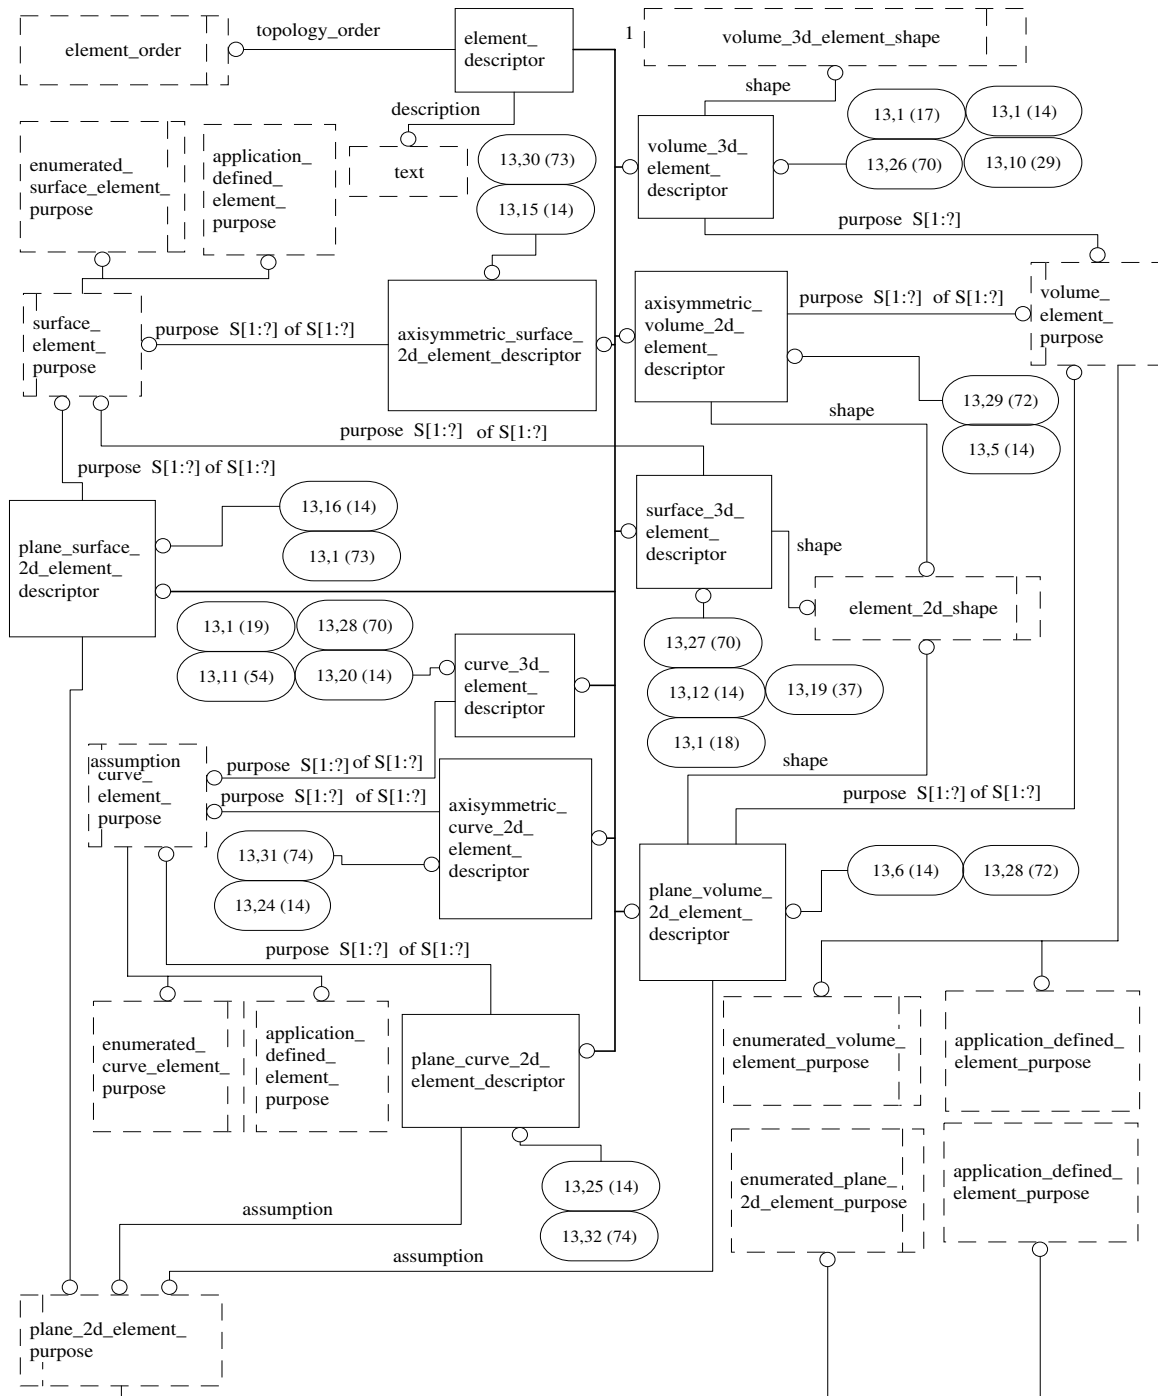 element_order
topology_order
element_
descriptor
1
volume_3d_element_shape
shape
description
text
enumerated_
surface_element_
purpose
application_
defined_
element_
purpose
13,30 (73)
13,15 (14)
volume_3d_
element_
descriptor
13,1 (17)
13,1 (14)
13,26 (70)
13,10 (29)
purpose S[1:?]
surface_
element_
purpose
purpose S[1:?] of S[1:?]
axisymmetric_surface_
2d_element_descriptor
axisymmetric_
volume_2d_
element_
descriptor
purpose S[1:?] of S[1:?]
volume_
element_
purpose
13,29 (72)
13,5 (14)
shape
purpose S[1:?] of S[1:?]
purpose S[1:?] of S[1:?]
plane_surface_
2d_element_
descriptor
13,16 (14)
13,1 (73)
surface_3d_
element_
descriptor
shape
element_2d_shape
13,1 (19)
13,28 (70)
13,11 (54)
13,20 (14)
curve_3d_
element_
descriptor
13,27 (70)
13,12 (14)
13,19 (37)
13,1 (18)
assumption
curve_
element_
purpose
purpose S[1:?] of S[1:?]
purpose S[1:?] of S[1:?]
axisymmetric_
curve_2d_
element_
descriptor
shape
purpose S[1:?] of S[1:?]
13,31 (74)
13,24 (14)
plane_volume_
2d_element_
descriptor
13,6 (14)
13,28 (72)
purpose S[1:?] of S[1:?]
enumerated_
curve_element_
purpose
application_
defined_
element_
purpose
plane_curve_2d_
element_descriptor
enumerated_volume_
element_purpose
application_defined_
element_purpose
13,25 (14)
13,32 (74)
enumerated_plane_
2d_element_purpose
application_defined_
element_purpose
assumption
assumption
plane_2d_element_
purpose